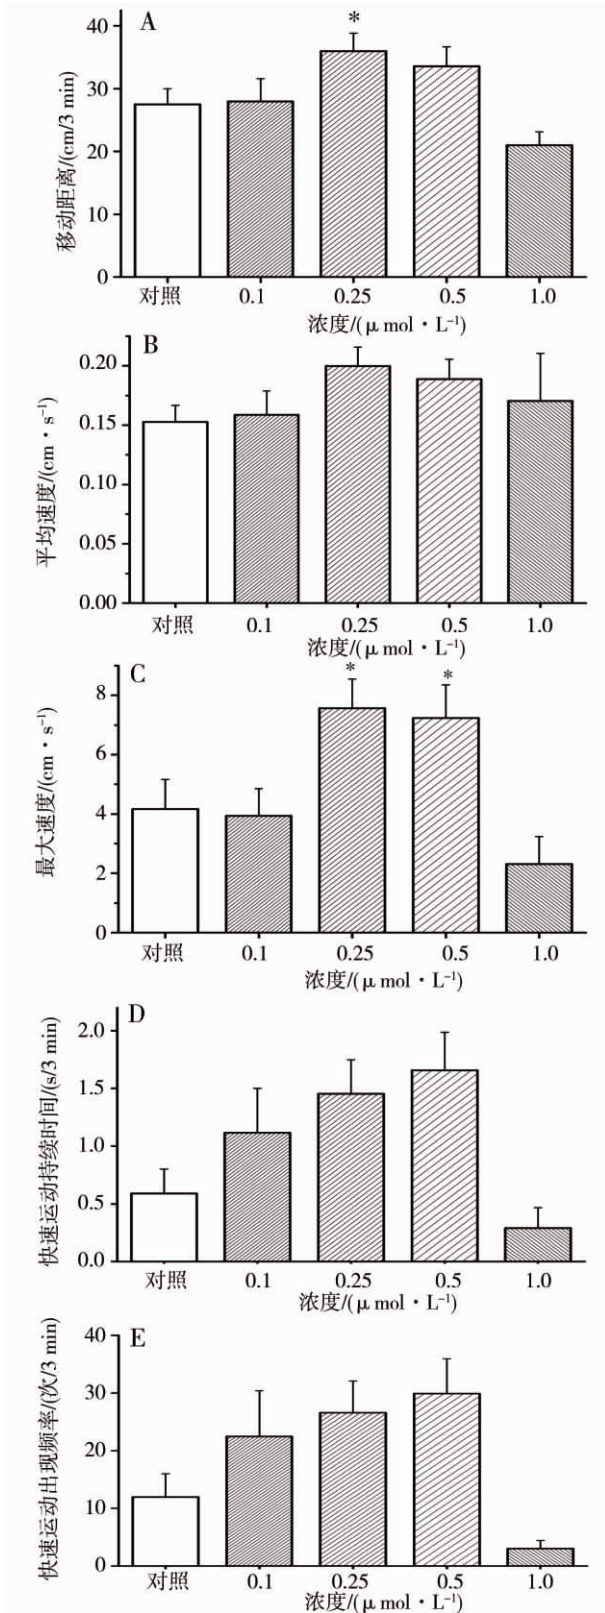 A
*
40
30
20
10
0
移动距离/(cm/3 min)
对照 0.1 0.25 0.5 1.0
浓度/(μ mol · L⁻¹)
B
0.20
0.15
0.10
0.05
0.00
平均速度/(cm · s⁻¹)
对照 0.1 0.25 0.5 1.0
浓度/(μ mol · L⁻¹)
C
* *
8
6
4
2
0
最大速度/(cm · s⁻¹)
对照 0.1 0.25 0.5 1.0
浓度/(μ mol · L⁻¹)
D
2.0
1.5
1.0
0.5
0.0
快速运动持续时间/(s/3 min)
对照 0.1 0.25 0.5 1.0
浓度/(μ mol · L⁻¹)
E
40
30
20
10
0
快速运动出现频率/(次/3 min)
对照 0.1 0.25 0.5 1.0
浓度/(μ mol · L⁻¹)